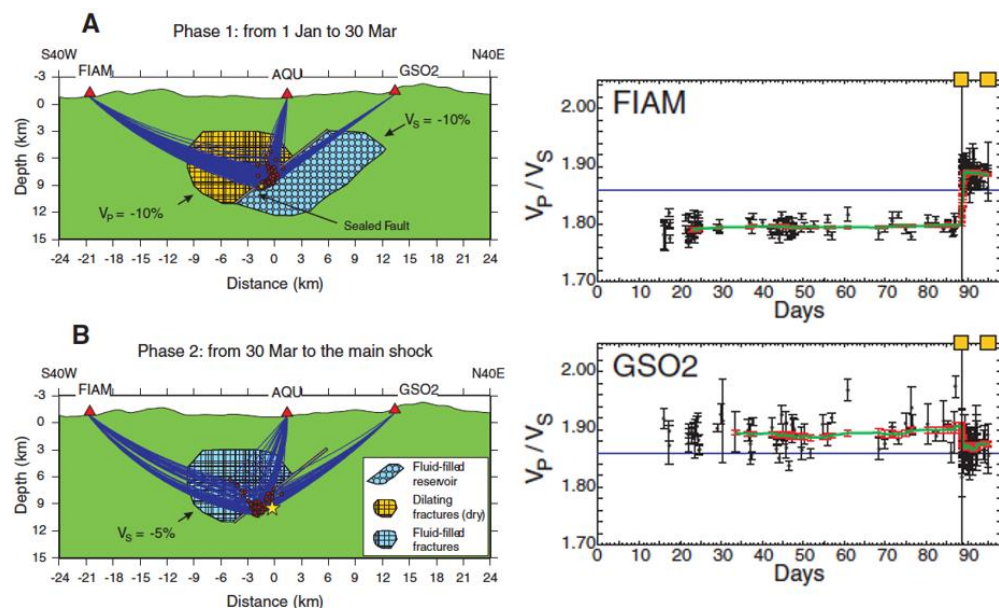 A
Phase 1: from 1 Jan to 30 Mar
S40W
N40E
FIAM
AQU
GSO2
-3
0
3
6
9
12
15
Depth (km)
VS = -10%
VP = -10%
Sealed Fault
-24 -21 -18 -15 -12 -9 -6 -3 0 3 6 9 12 15 18 21 24
Distance (km)
B
Phase 2: from 30 Mar to the main shock
S40W
N40E
FIAM
AQU
GSO2
-3
0
3
6
9
12
15
Depth (km)
VS = -5%
Fluid-filled
reservoir
Dilating
fractures (dry)
Fluid-filled
fractures
-24 -21 -18 -15 -12 -9 -6 -3 0 3 6 9 12 15 18 21 24
Distance (km)
FIAM
2.00
1.90
1.80
1.70
VP / VS
0 10 20 30 40 50 60 70 80 90
Days
GSO2
2.00
1.90
1.80
1.70
VP / VS
0 10 20 30 40 50 60 70 80 90
Days